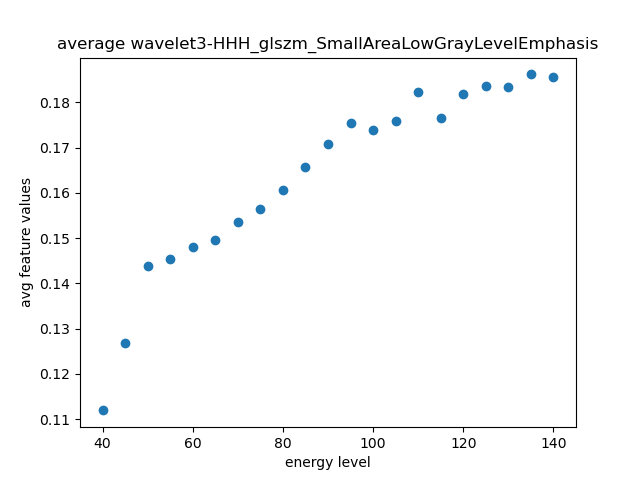 average wavelet3-HHH_glszm_SmallAreaLowGrayLevelEmphasis
avg feature values
0.18
0.17
0.16
0.15
0.14
0.13
0.12
0.11
40 60 80 100 120 140
energy level